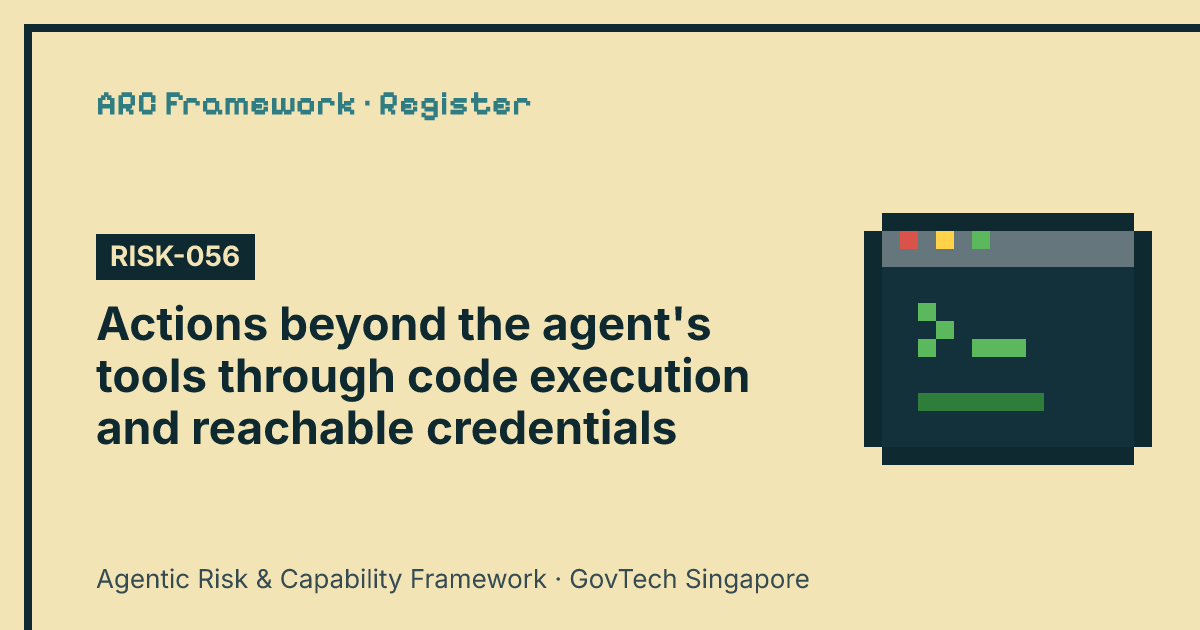 ARC Framework · Register
RISK-056
Actions beyond the agent's
tools through code execution
and reachable credentials
Agentic Risk & Capability Framework · GovTech Singapore